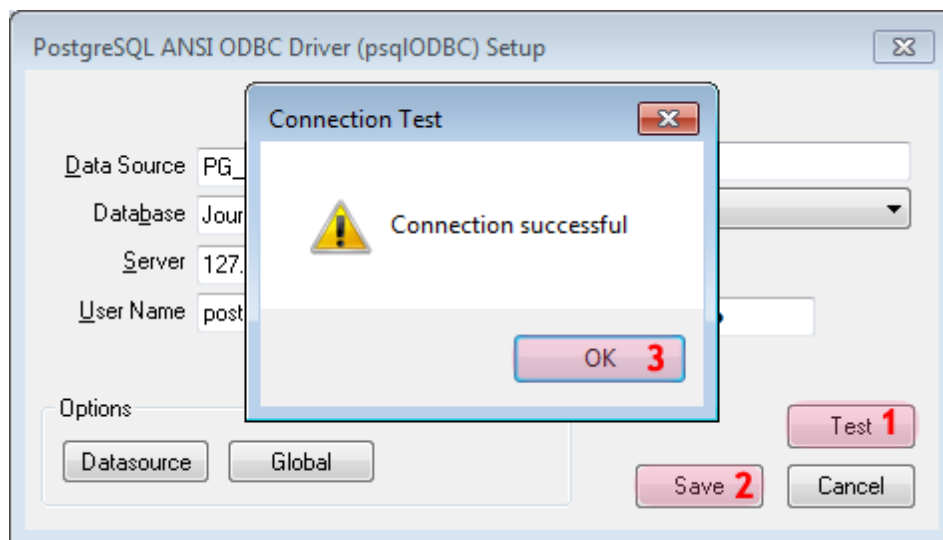 PostgreSQL ANSI ODBC Driver (psqlODBC) Setup
Connection Test
Data Source PG_
Database Jour
Server 127.
User Name post
Connection successful
OK 3
Options
Datasource Global
Test 1
Save 2 Cancel